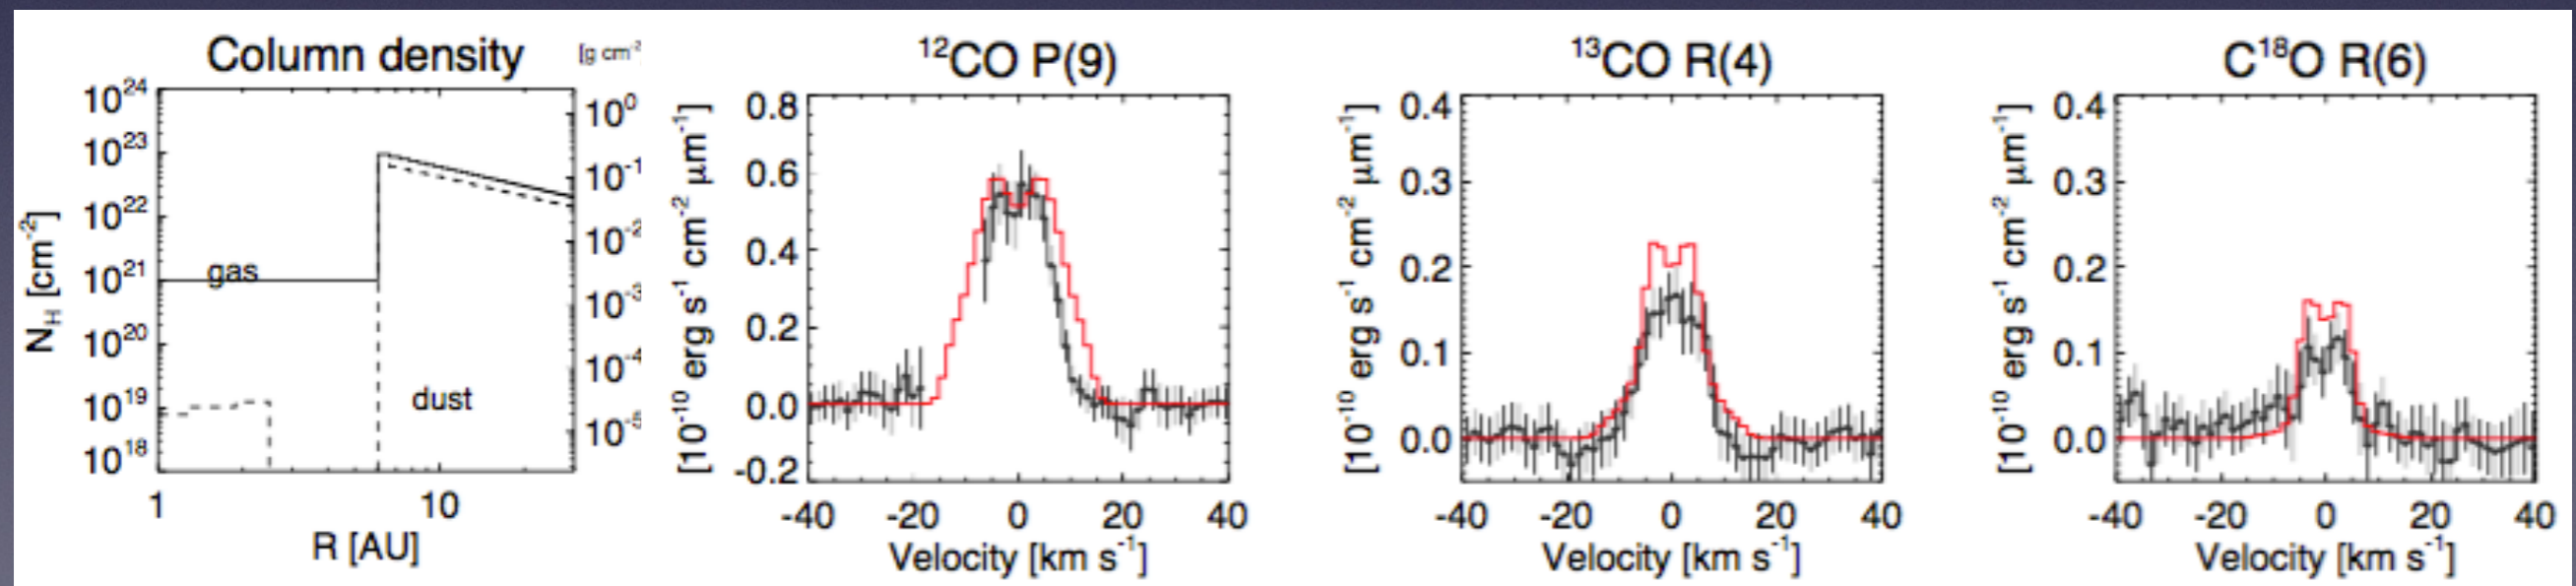 Column density
[g cm⁻²
10²⁴
10²³
10²²
10²¹
10²⁰
10¹⁹
10¹⁸
N_H [cm⁻²]
gas
dust
10⁰
10⁻¹
10⁻²
10⁻³
10⁻⁴
10⁻⁵
1
10
R [AU]
¹²CO P(9)
[10⁻¹⁰ erg s⁻¹ cm⁻² μm⁻¹]
0.8
0.6
0.4
0.2
0.0
-0.2
-40 -20 0 20 40
Velocity [km s⁻¹]
¹³CO R(4)
[10⁻¹⁰ erg s⁻¹ cm⁻² μm⁻¹]
0.4
0.3
0.2
0.1
0.0
-40 -20 0 20 40
Velocity [km s⁻¹]
C¹⁸O R(6)
[10⁻¹⁰ erg s⁻¹ cm⁻² μm⁻¹]
0.4
0.3
0.2
0.1
0.0
-40 -20 0 20 40
Velocity [km s⁻¹]